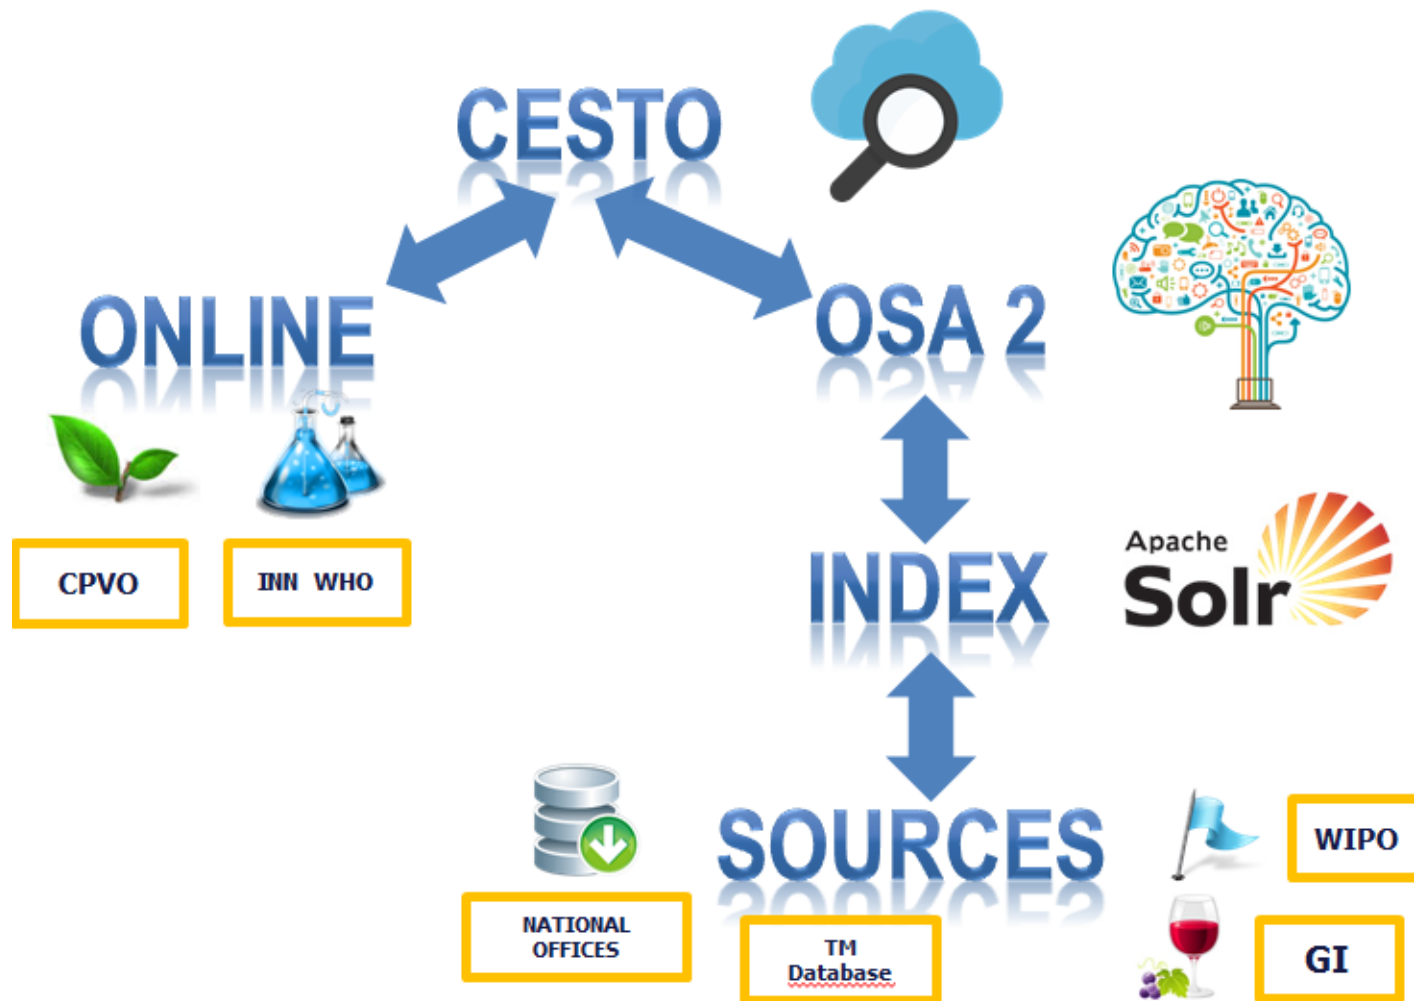 CESTO
ONLINE
OSA 2
CPVO
INN WHO
INDEX
Apache
Solr
SOURCES
WIPO
NATIONAL
OFFICES
TM
Database
GI